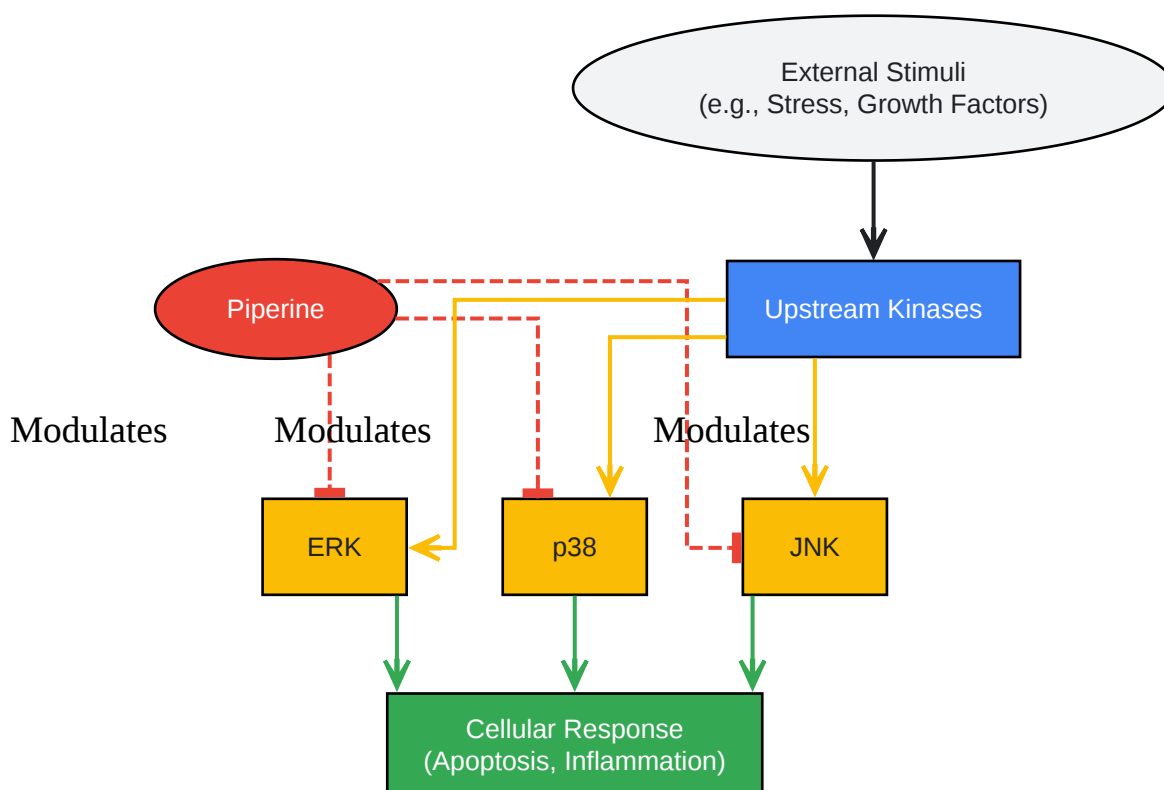 External Stimuli
(e.g., Stress, Growth Factors)
Piperine
Upstream Kinases
Modulates
Modulates
Modulates
ERK
p38
JNK
Cellular Response
(Apoptosis, Inflammation)